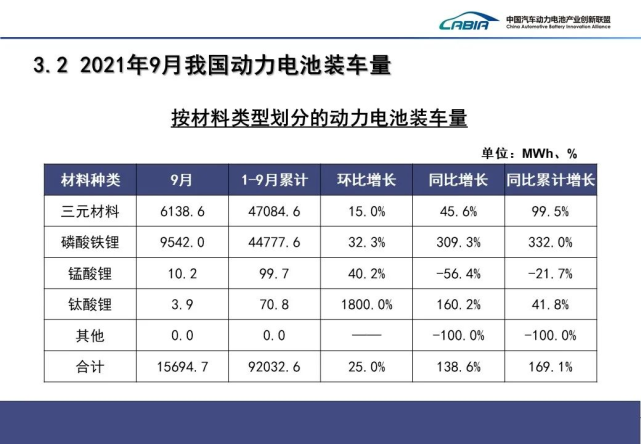 CABIA 中国汽车动力电池产业创新联盟
China Automotive Battery Innovation Alliance
3.2 2021年9月我国动力电池装车量
按材料类型划分的动力电池装车量
单位：MWh、%
材料种类 9月 1-9月累计 环比增长 同比增长 同比累计增长
三元材料 6138.6 47084.6 15.0% 45.6% 99.5%
磷酸铁锂 9542.0 44777.6 32.3% 309.3% 332.0%
锰酸锂 10.2 99.7 40.2% -56.4% -21.7%
钛酸锂 3.9 70.8 1800.0% 160.2% 41.8%
其他 0.0 0.0 —— -100.0% -100.0%
合计 15694.7 92032.6 25.0% 138.6% 169.1%